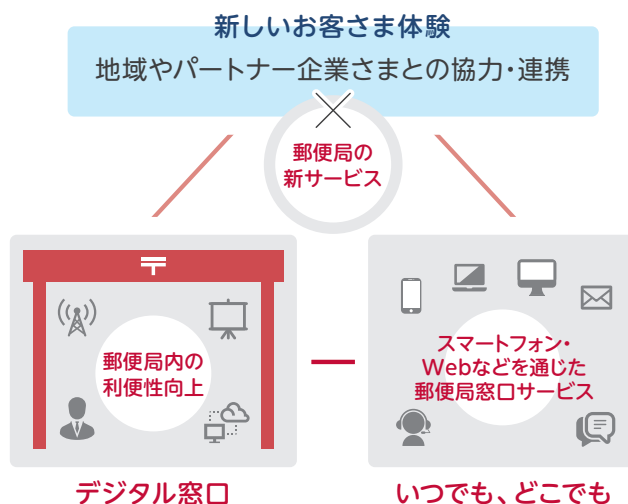 新しいお客さま体験
地域やパートナー企業さまとの協力・連携
郵便局の
新サービス
〒
郵便局内の
利便性向上
スマートフォン・
Webなどを通じた
郵便局窓口サービス
デジタル窓口
いつでも、どこでも